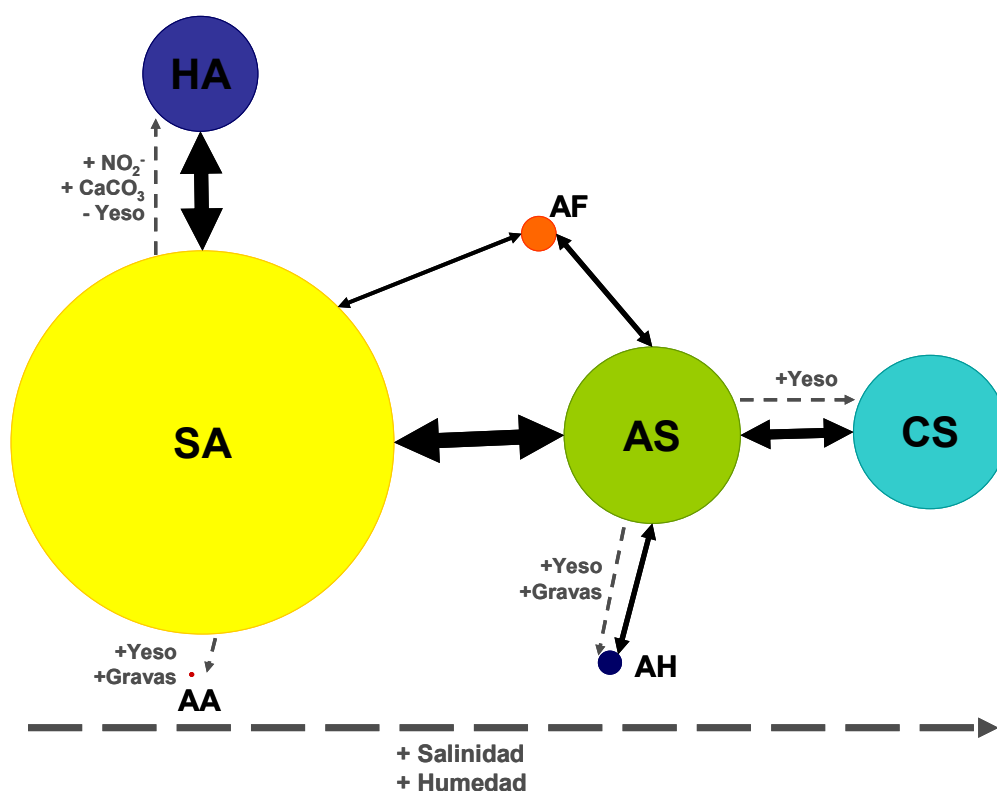 HA
+ NO₂⁻
+ CaCO₃
- Yeso
AF
SA
AS
+Yeso
CS
+Yeso
+Gravas
AH
+Yeso
+Gravas
AA
+ Salinidad
+ Humedad